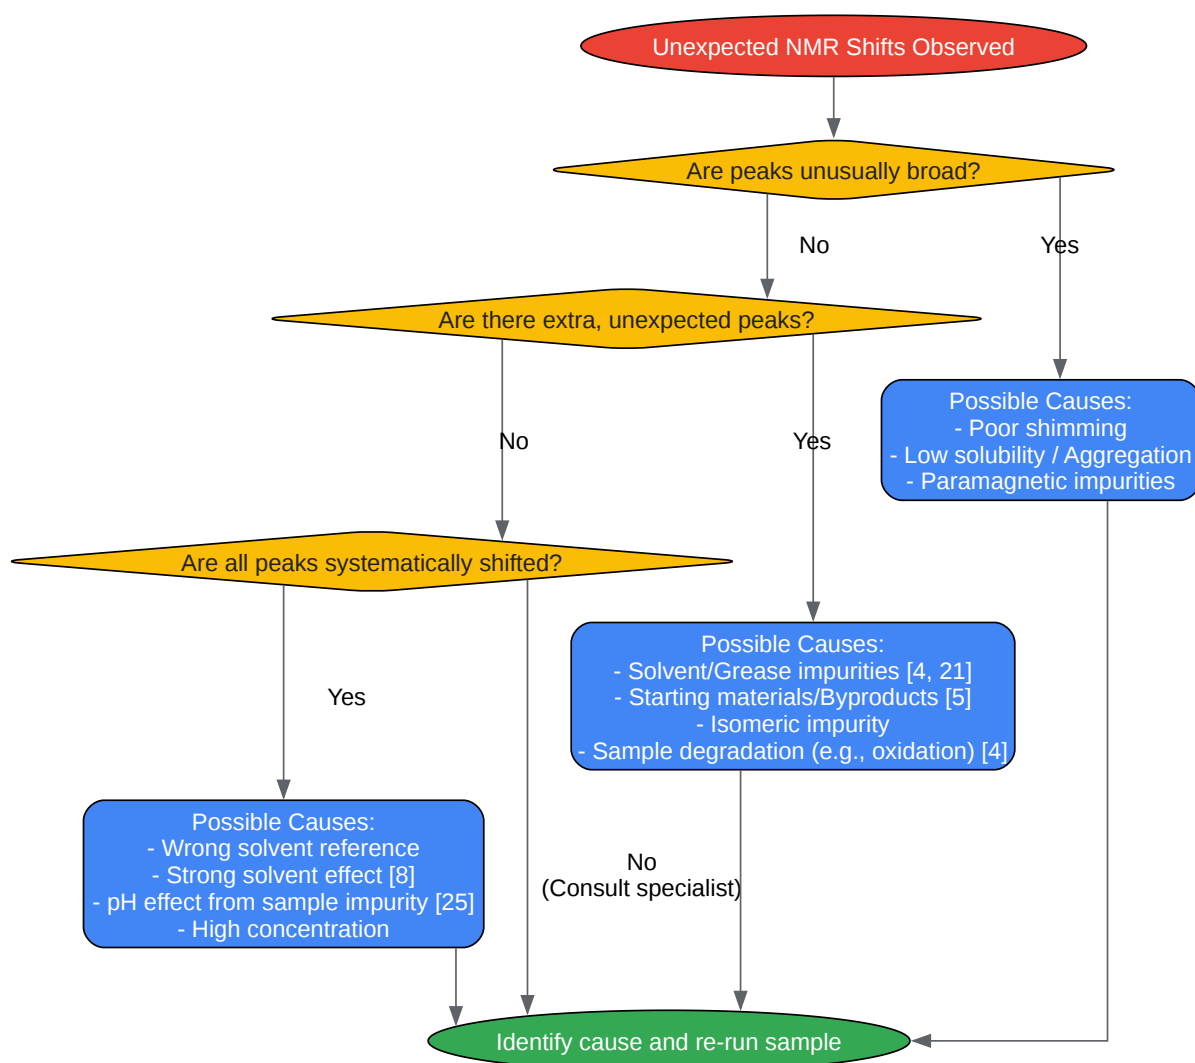 Unexpected NMR Shifts Observed
Are peaks unusually broad?
No
Yes
Are there extra, unexpected peaks?
Possible Causes:
- Poor shimming
- Low solubility / Aggregation
- Paramagnetic impurities
No
Yes
Are all peaks systematically shifted?
Possible Causes:
- Solvent/Grease impurities [4, 21]
- Starting materials/Byproducts [5]
- Isomeric impurity
- Sample degradation (e.g., oxidation) [4]
Yes
Possible Causes:
- Wrong solvent reference
- Strong solvent effect [8]
- pH effect from sample impurity [25]
- High concentration
No
(Consult specialist)
Identify cause and re-run sample